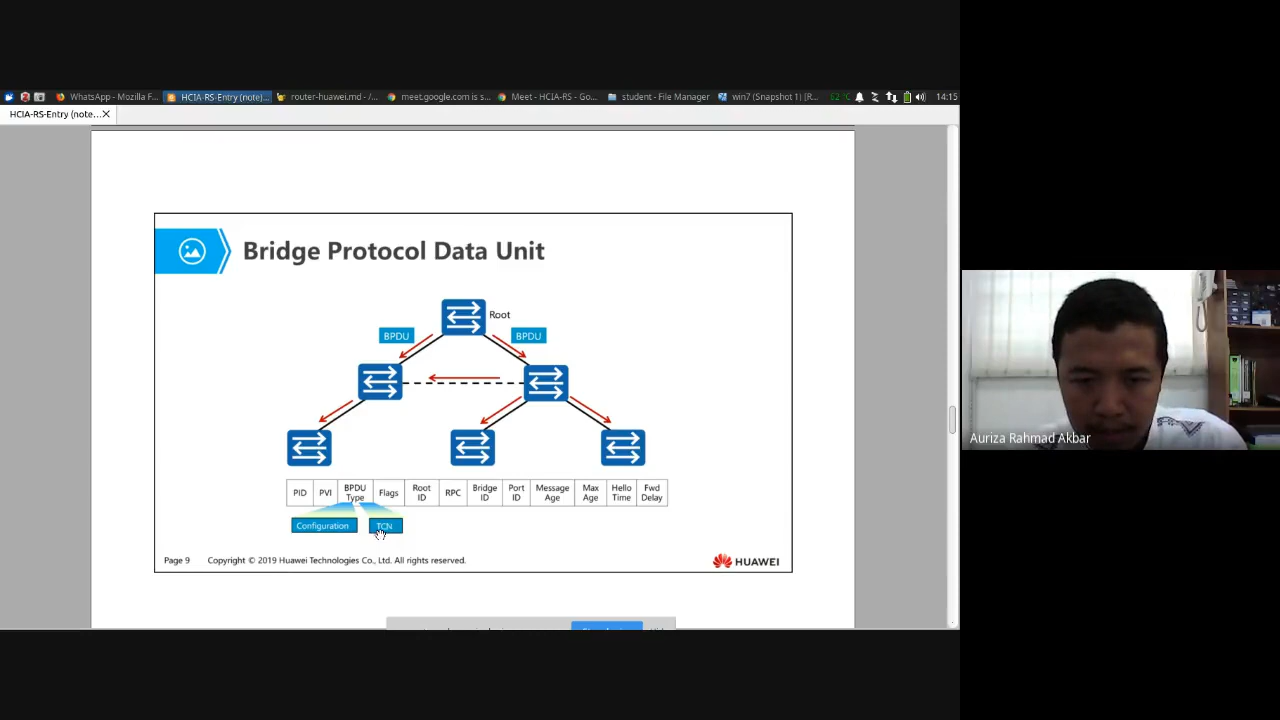 WhatsApp - Mozilla F...
HCIA-RS-Entry (note)...
router-huawei.md - /...
meet.google.com is s...
Meet - HCIA-RS - Go...
student - File Manager
win7 (Snapshot 1) [R...
62°C
14:15
HCIA-RS-Entry (note...
Bridge Protocol Data Unit
Root
BPDU
BPDU
PID
PVI
BPDU
Type
Flags
Root
ID
RPC
Bridge
ID
Port
ID
Message
Age
Max
Age
Hello
Time
Fwd
Delay
Configuration
TCN
Page 9
Copyright © 2019 Huawei Technologies Co., Ltd. All rights reserved.
HUAWEI
Auriza Rahmad Akbar